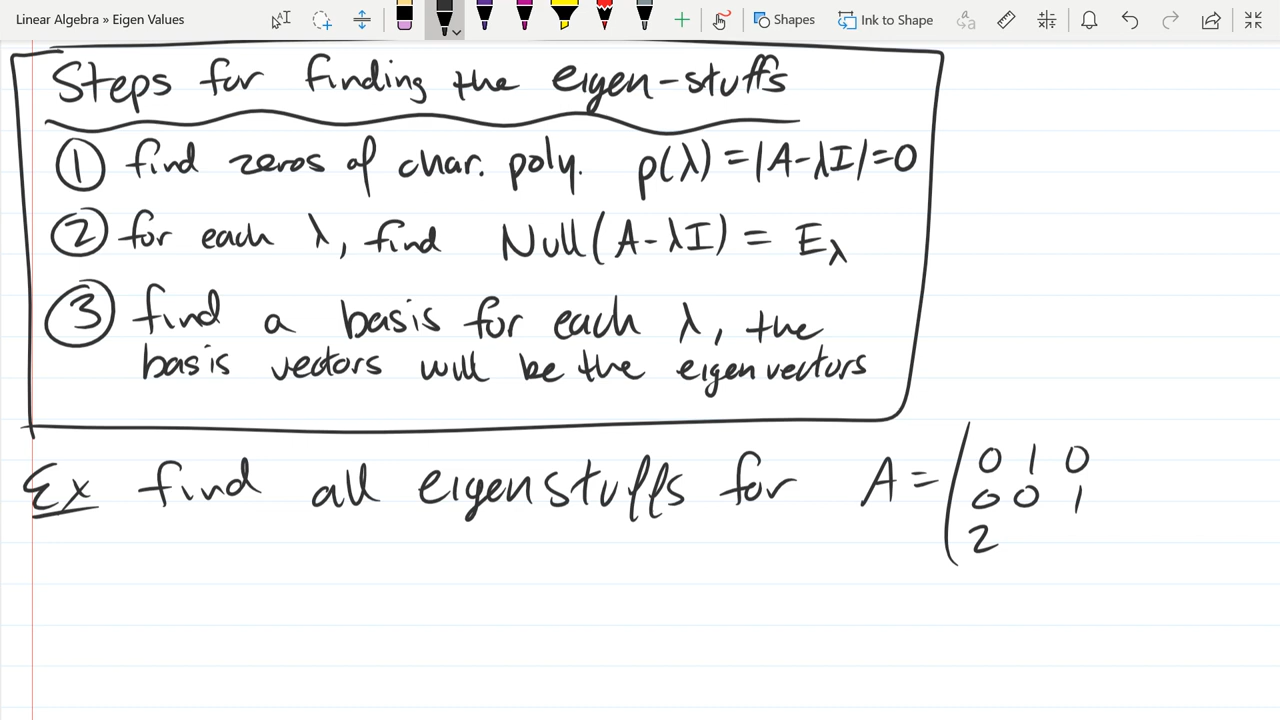 Linear Algebra » Eigen Values
Shapes
Ink to Shape
Steps for finding the eigen-stuffs
① find zeros of char. poly. p(λ)=|A-λI|=0
② for each λ, find Null(A-λI) = Eλ
③ find a basis for each λ, the
basis vectors will be the eigenvectors
Ex find all eigenstuffs for A=
0 1 0
0 0 1
2